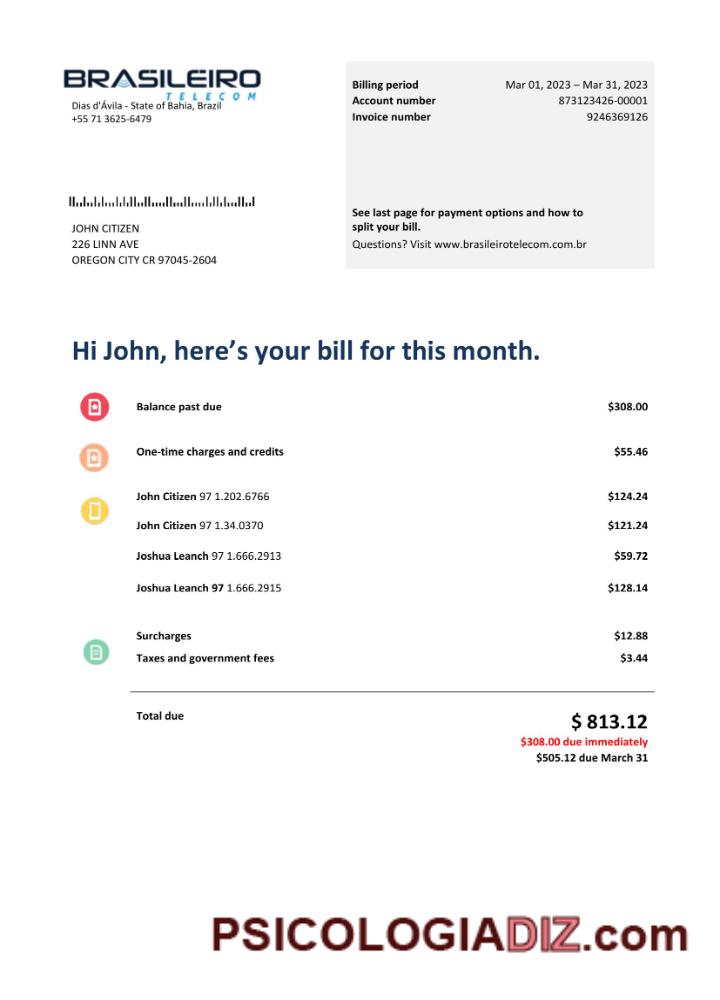 BRASILEIRO
TELECOM
Dias d'Ávila - State of Bahia, Brazil
+55 71 3625-6479
Billing period Mar 01, 2023 – Mar 31, 2023
Account number 873123426-00001
Invoice number 9246369126
See last page for payment options and how to
split your bill.
Questions? Visit www.brasileirotelecom.com.br
JOHN CITIZEN
226 LINN AVE
OREGON CITY CR 97045-2604
Hi John, here's your bill for this month.
Balance past due $308.00
One-time charges and credits $55.46
John Citizen 97 1.202.6766 $124.24
John Citizen 97 1.34.0370 $121.24
Joshua Leanch 97 1.666.2913 $59.72
Joshua Leanch 97 1.666.2915 $128.14
Surcharges $12.88
Taxes and government fees $3.44
Total due $ 813.12
$308.00 due immediately
$505.12 due March 31
PSICOLOGIADIZ.com